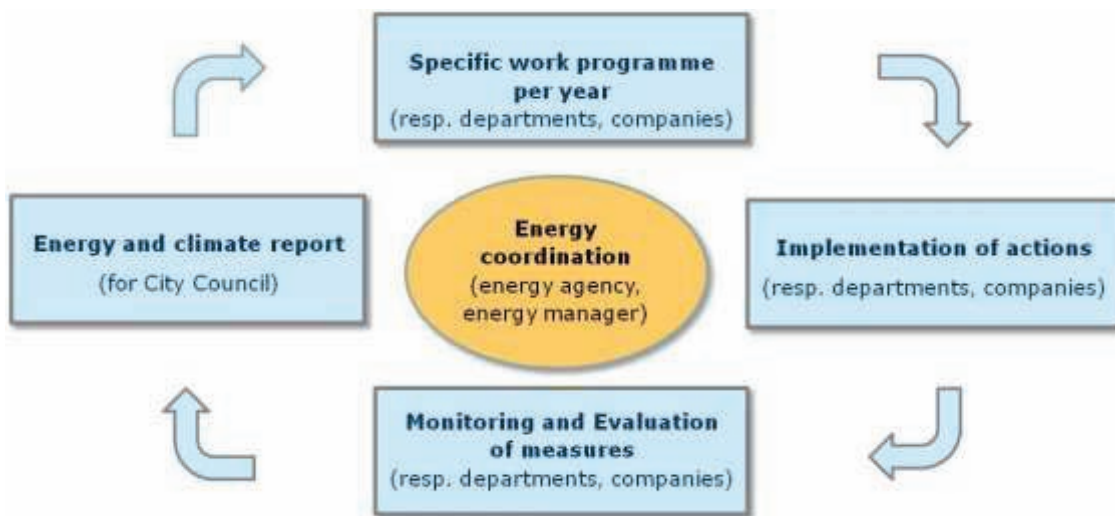 Specific work programme
per year
(resp. departments, companies)
Energy and climate report
(for City Council)
Energy
coordination
(energy agency,
energy manager)
Implementation of actions
(resp. departments, companies)
Monitoring and Evaluation
of measures
(resp. departments, companies)